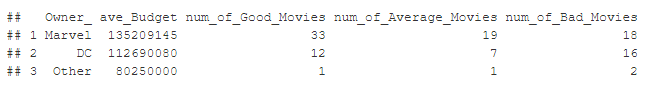 ##   Owner_ ave_Budget num_of_Good_Movies num_of_Average_Movies num_of_Bad_Movies
## 1 Marvel  135209145                 33                    19                18
## 2     DC  112690080                 12                     7                16
## 3  Other   80250000                  1                     1                 2